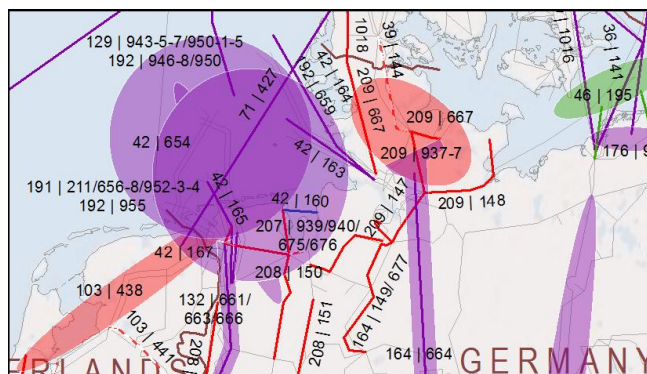 129 | 943-5-7/950-1-5
192 | 946-8/950
71 | 427
192 | 659
42 | 164
1018
39 | 144
209 | 667
1016
36 | 141
46 | 195
209 | 667
42 | 654
42 | 163
209 | 937-7
176 | 9
191 | 211/656-8/952-3-4
192 | 955
42 | 165
42 | 160
209 | 147
209 | 148
207 | 939/940/
675/676
42 | 167
208 | 150
103 | 438
132 | 661/
663/666
103 | 441
208 |
208 | 151
164 | 149/677
164 | 664
ERLANDS
GERMANY